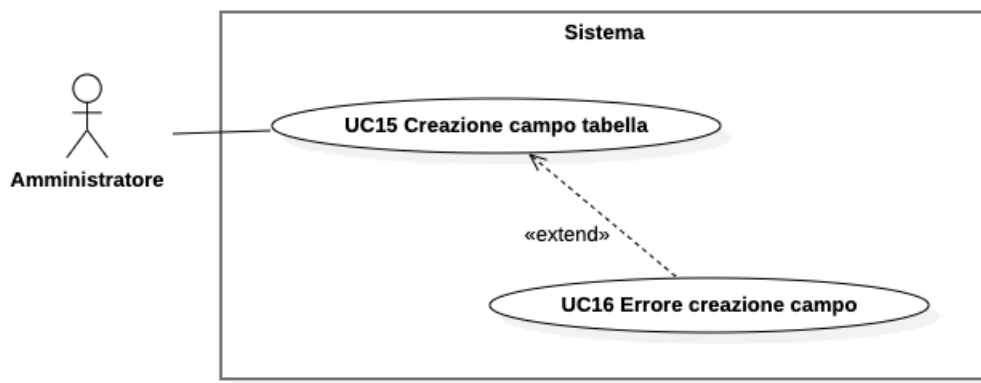 Sistema
UC15 Creazione campo tabella
Amministratore
«extend»
UC16 Errore creazione campo